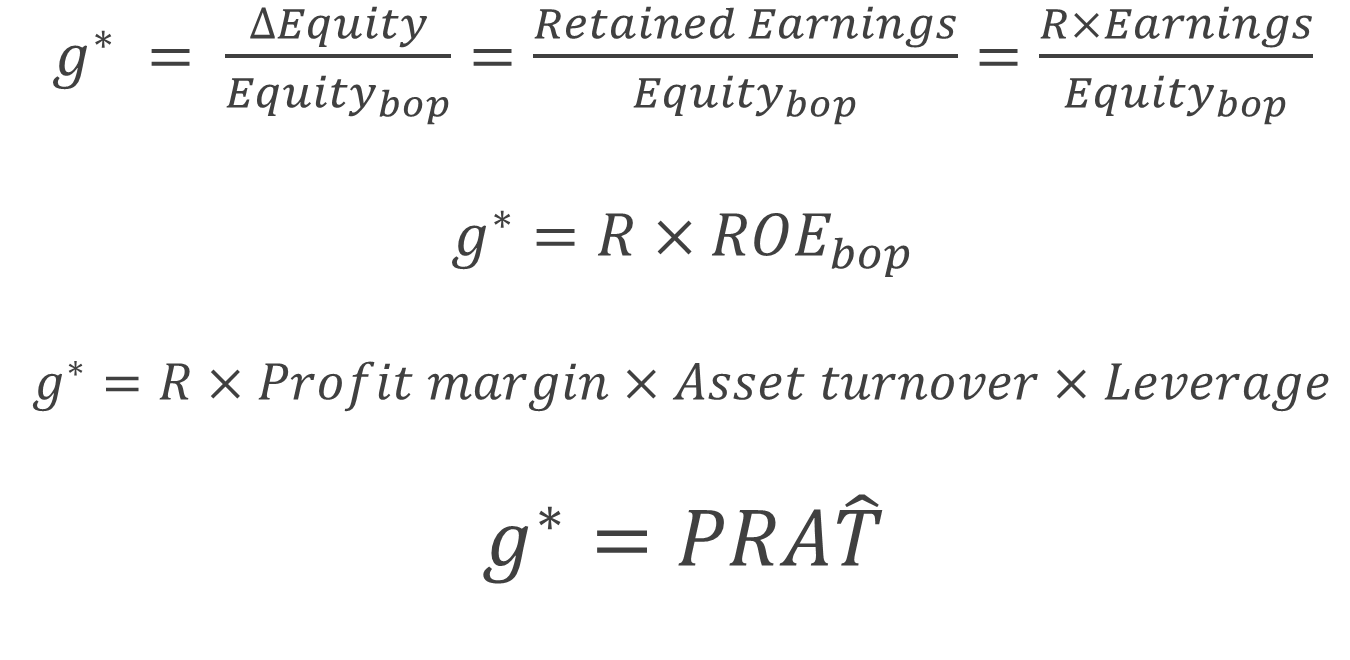 g* = ΔEquity/Equity_bop = Retained Earnings/Equity_bop = R×Earnings/Equity_bop
g* = R × ROE_bop
g* = R × Profit margin × Asset turnover × Leverage
g* = PRAT̂